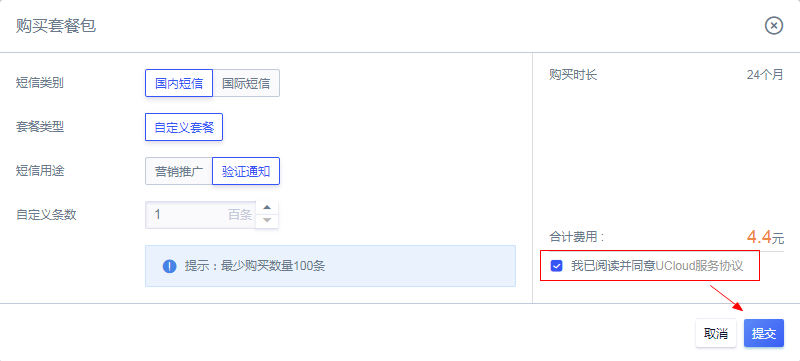 购买套餐包
短信类别
国内短信 国际短信
套餐类型
自定义套餐
短信用途
营销推广 验证通知
自定义条数
1 百条
提示：最少购买数量100条
购买时长 24个月
合计费用： 4.4元
我已阅读并同意UCloud服务协议
取消 提交